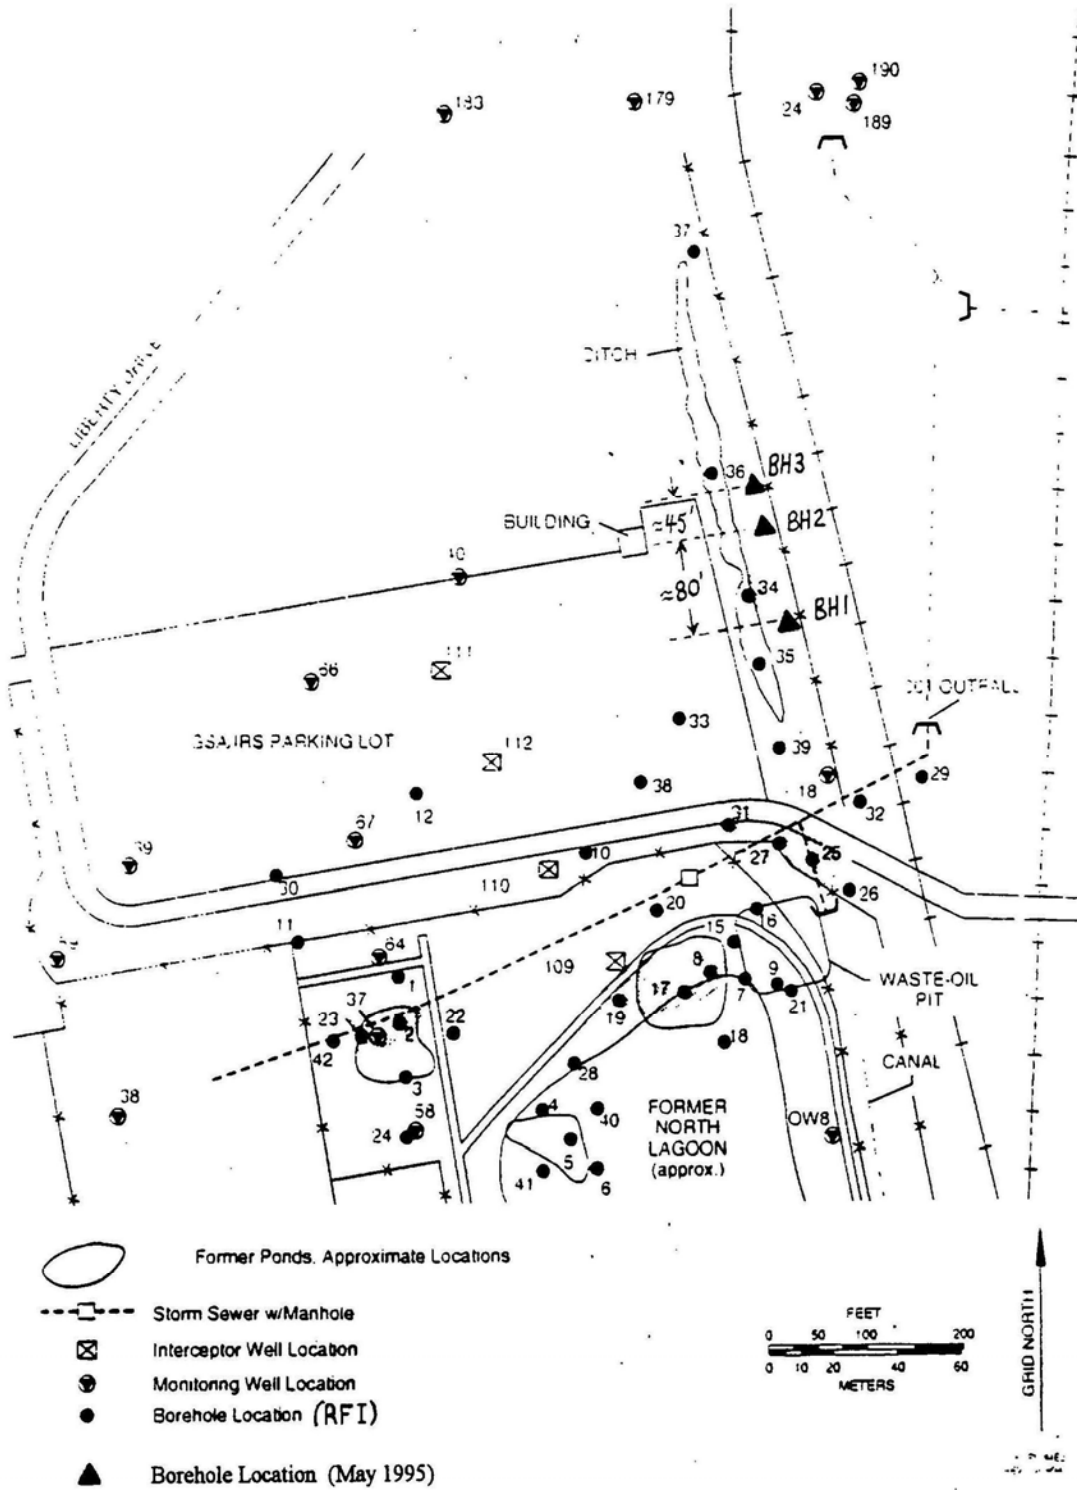 190
183
179
24
189
37
LIBERTY DRIVE
DITCH
36
BH3
BUILDING
≈45'
BH2
40
34
≈80'
BH1
111
66
35
001 OUTFALL
33
GSA/IRS PARKING LOT
112
39
38
18
29
12
32
31
67
39
10
27
25
30
110
26
20
16
11
64
15
109
8
9
WASTE-OIL
PIT
1
17
7
21
37
19
23
2
22
18
42
28
CANAL
3
38
58
4
40
FORMER
NORTH
LAGOON
(approx.)
OW8
24
5
41
6
Former Ponds. Approximate Locations
Storm Sewer w/Manhole
Interceptor Well Location
Monitoring Well Location
Borehole Location (RFI)
Borehole Location (May 1995)
FEET
0 50 100 200
0 10 20 40 60
METERS
GRID NORTH